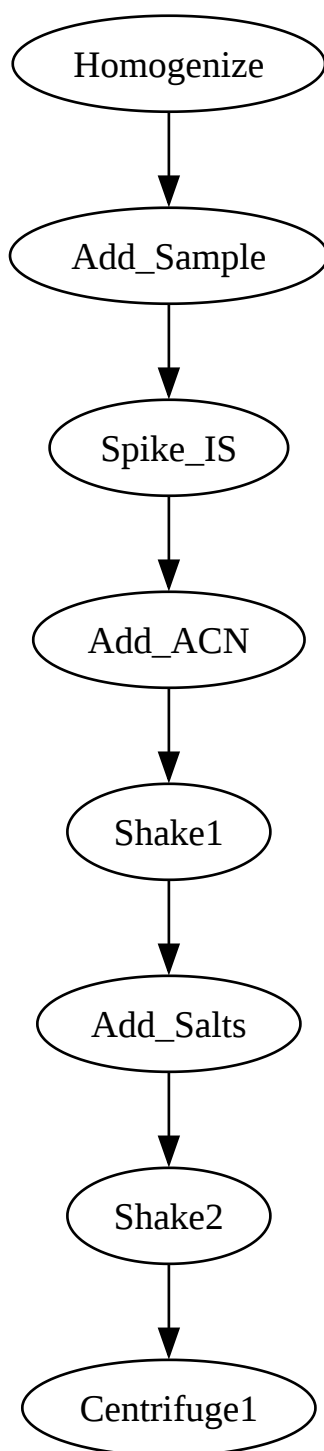 Homogenize
Add_Sample
Spike_IS
Add_ACN
Shake1
Add_Salts
Shake2
Centrifuge1